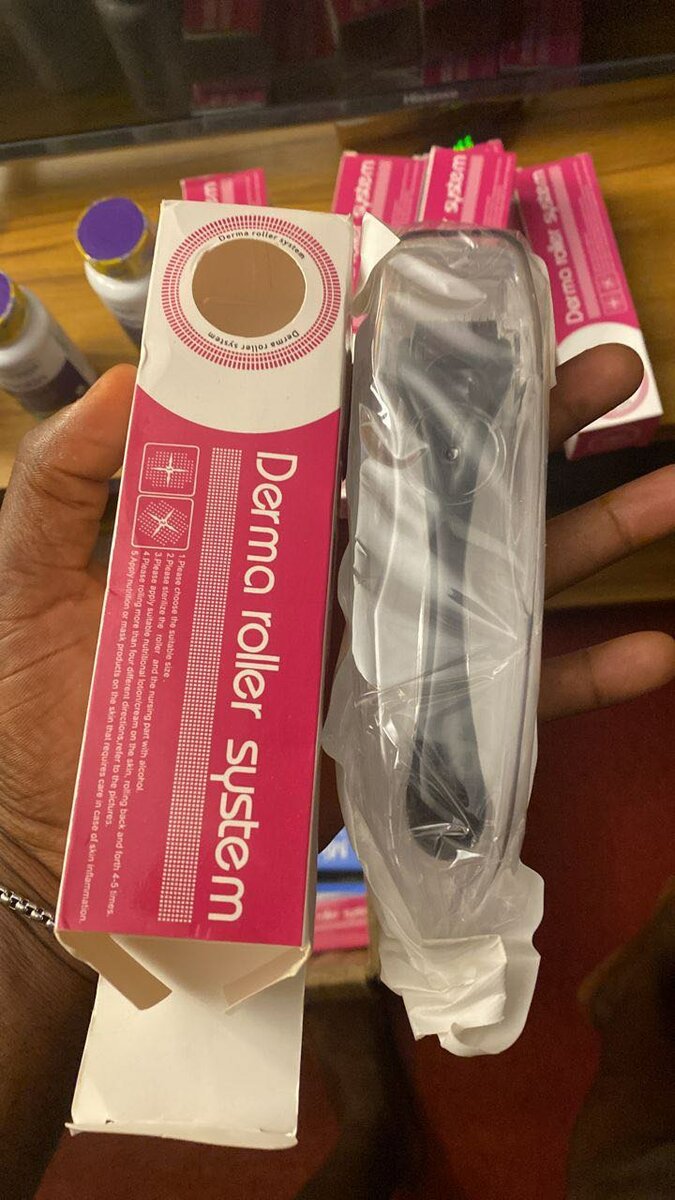 Derma roller system
Derma roller system
Derma roller system
1.Please choose the suitable size.
2.Please sterilize the roller and the nursing part with alcohol.
3.Please apply suitable nutritional lotion/cream on the skin, rolling back and forth 4-5 times.
4.Please rolling more than four different directions,refer to the pictures.
5.Apply nutrition or mask products on the skin that requires care in case of skin inflammation.
system
system
Derma roller system